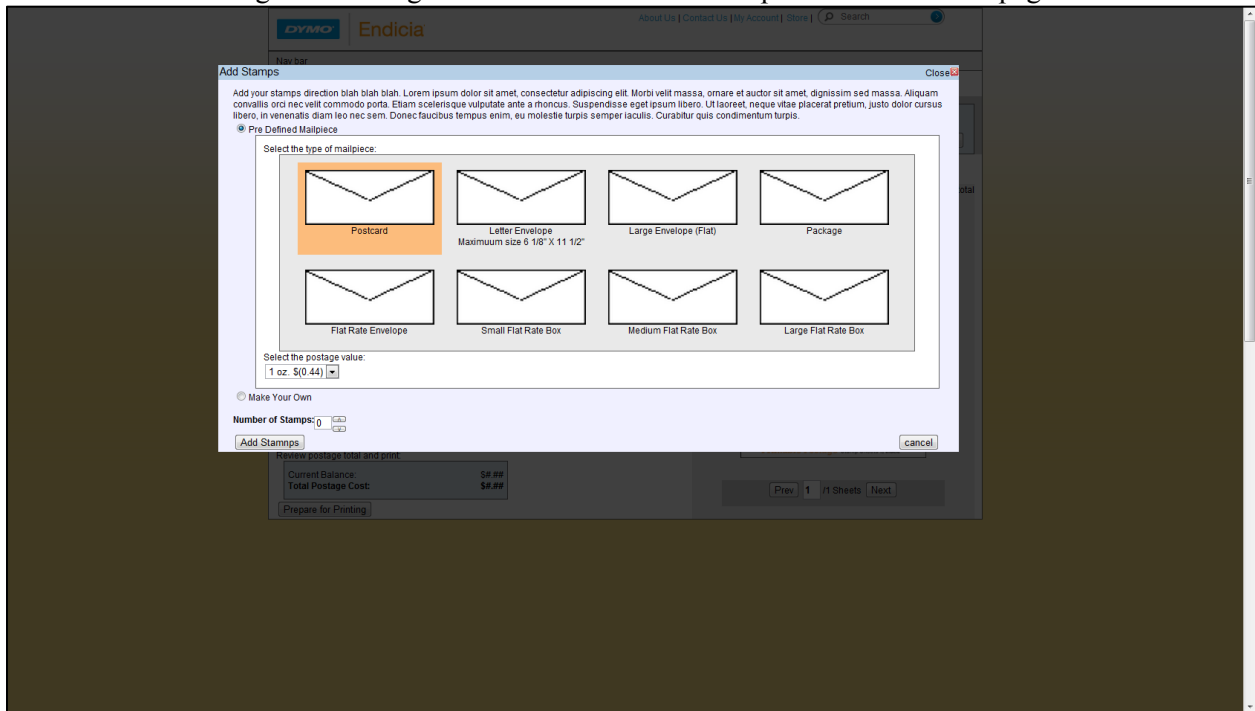 About Us | Contact Us | My Account | Store | Search
DYMO Endicia
Nav bar
Add Stamps Close
Add your stamps direction blah blah blah. Lorem ipsum dolor sit amet, consectetur adipiscing elit. Morbi velit massa, ornare et auctor sit amet, dignissim sed massa. Aliquam
convallis orci nec velit commodo porta. Etiam scelerisque vulputate ante a rhoncus. Suspendisse eget ipsum libero. Ut laoreet, neque vitae placerat pretium, justo dolor cursus
libero, in venenatis diam leo nec sem. Donec faucibus tempus enim, eu molestie turpis semper iaculis. Curabitur quis condimentum turpis.
Pre Defined Mailpiece
Select the type of mailpiece:
Postcard
Letter Envelope
Maximuum size 6 1/8" X 11 1/2"
Large Envelope (Flat)
Package
Flat Rate Envelope
Small Flat Rate Box
Medium Flat Rate Box
Large Flat Rate Box
Select the postage value:
1 oz. $(0.44)
Make Your Own
Number of Stamps: 0
Add Stamnps cancel
Review postage total and print
Current Balance: $#.##
Total Postage Cost: $#.##
Prev 1 /1 Sheets Next
Prepare for Printing